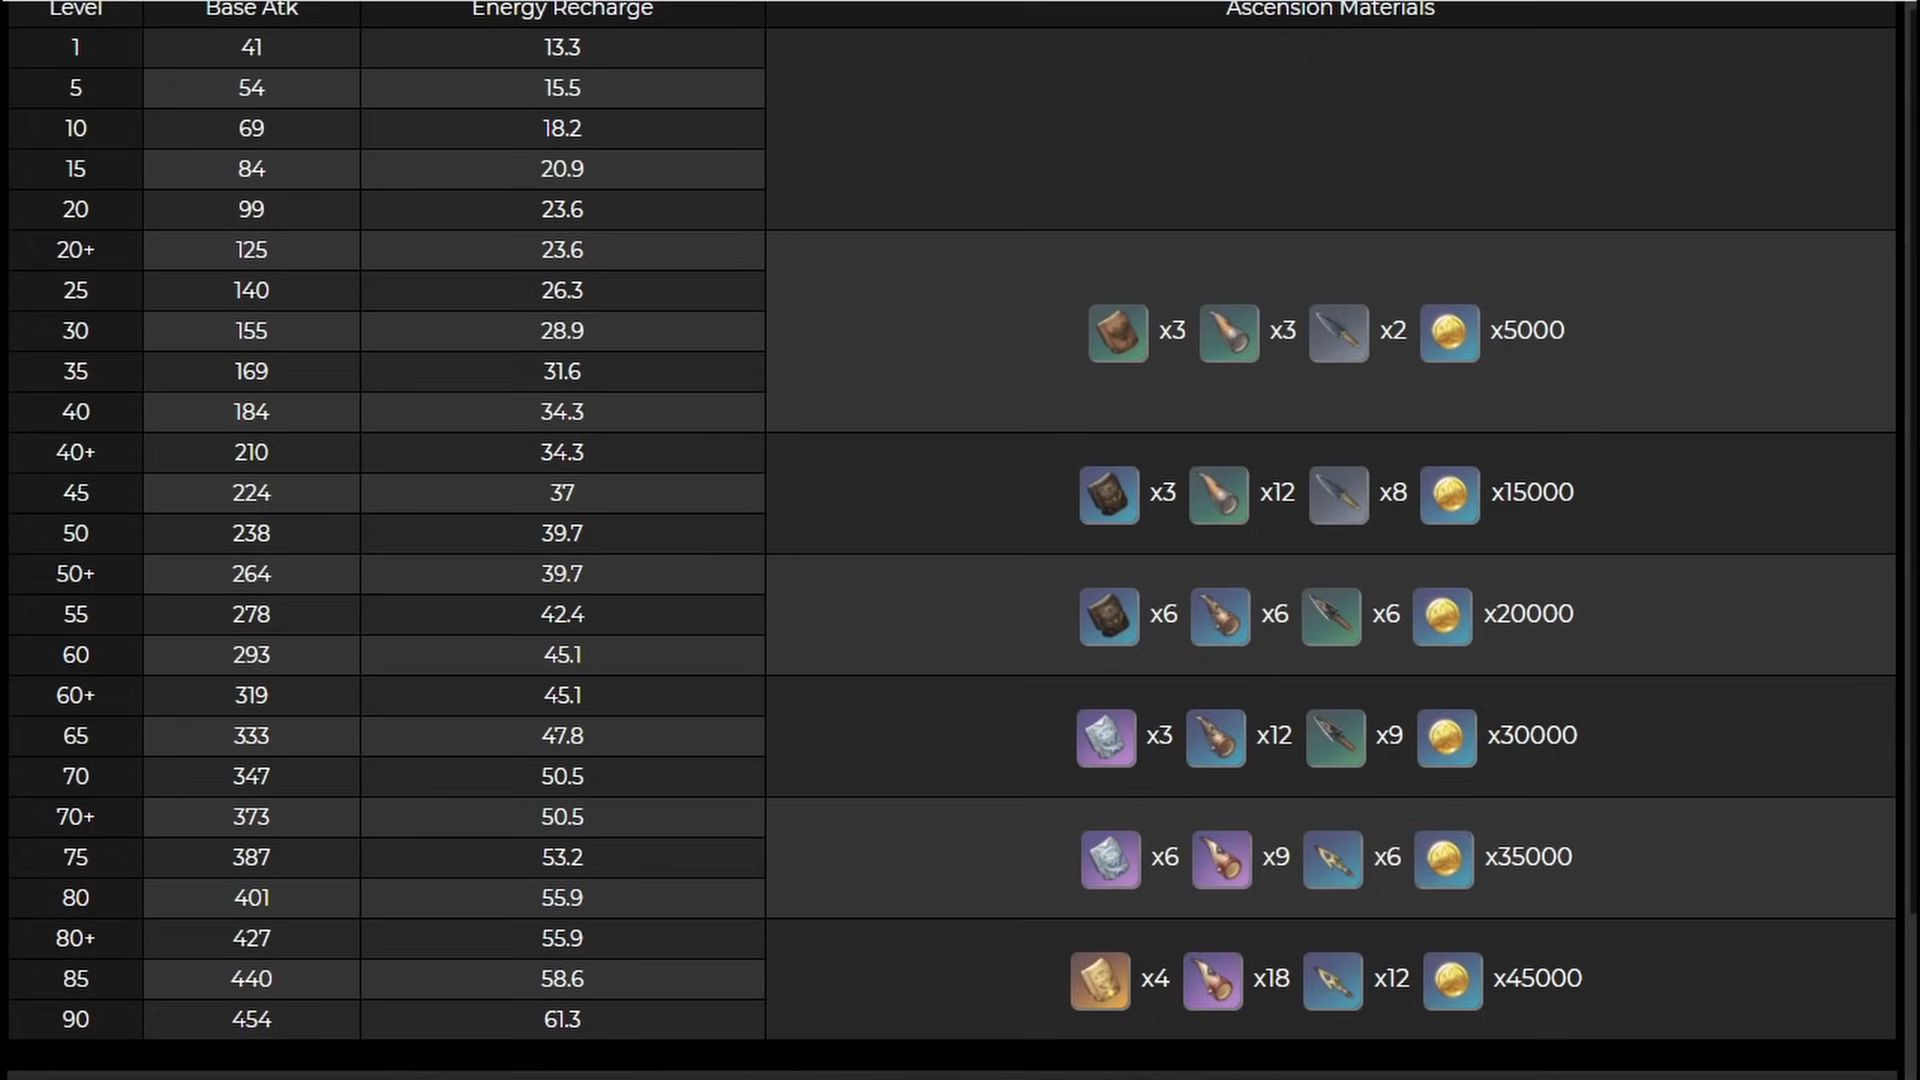 Level Base Atk Energy Recharge Ascension Materials
1 41 13.3
5 54 15.5
10 69 18.2
15 84 20.9
20 99 23.6
20+ 125 23.6
25 140 26.3
30 155 28.9 x3 x3 x2 x5000
35 169 31.6
40 184 34.3
40+ 210 34.3
45 224 37 x3 x12 x8 x15000
50 238 39.7
50+ 264 39.7
55 278 42.4 x6 x6 x6 x20000
60 293 45.1
60+ 319 45.1
65 333 47.8 x3 x12 x9 x30000
70 347 50.5
70+ 373 50.5
75 387 53.2 x6 x9 x6 x35000
80 401 55.9
80+ 427 55.9
85 440 58.6 x4 x18 x12 x45000
90 454 61.3